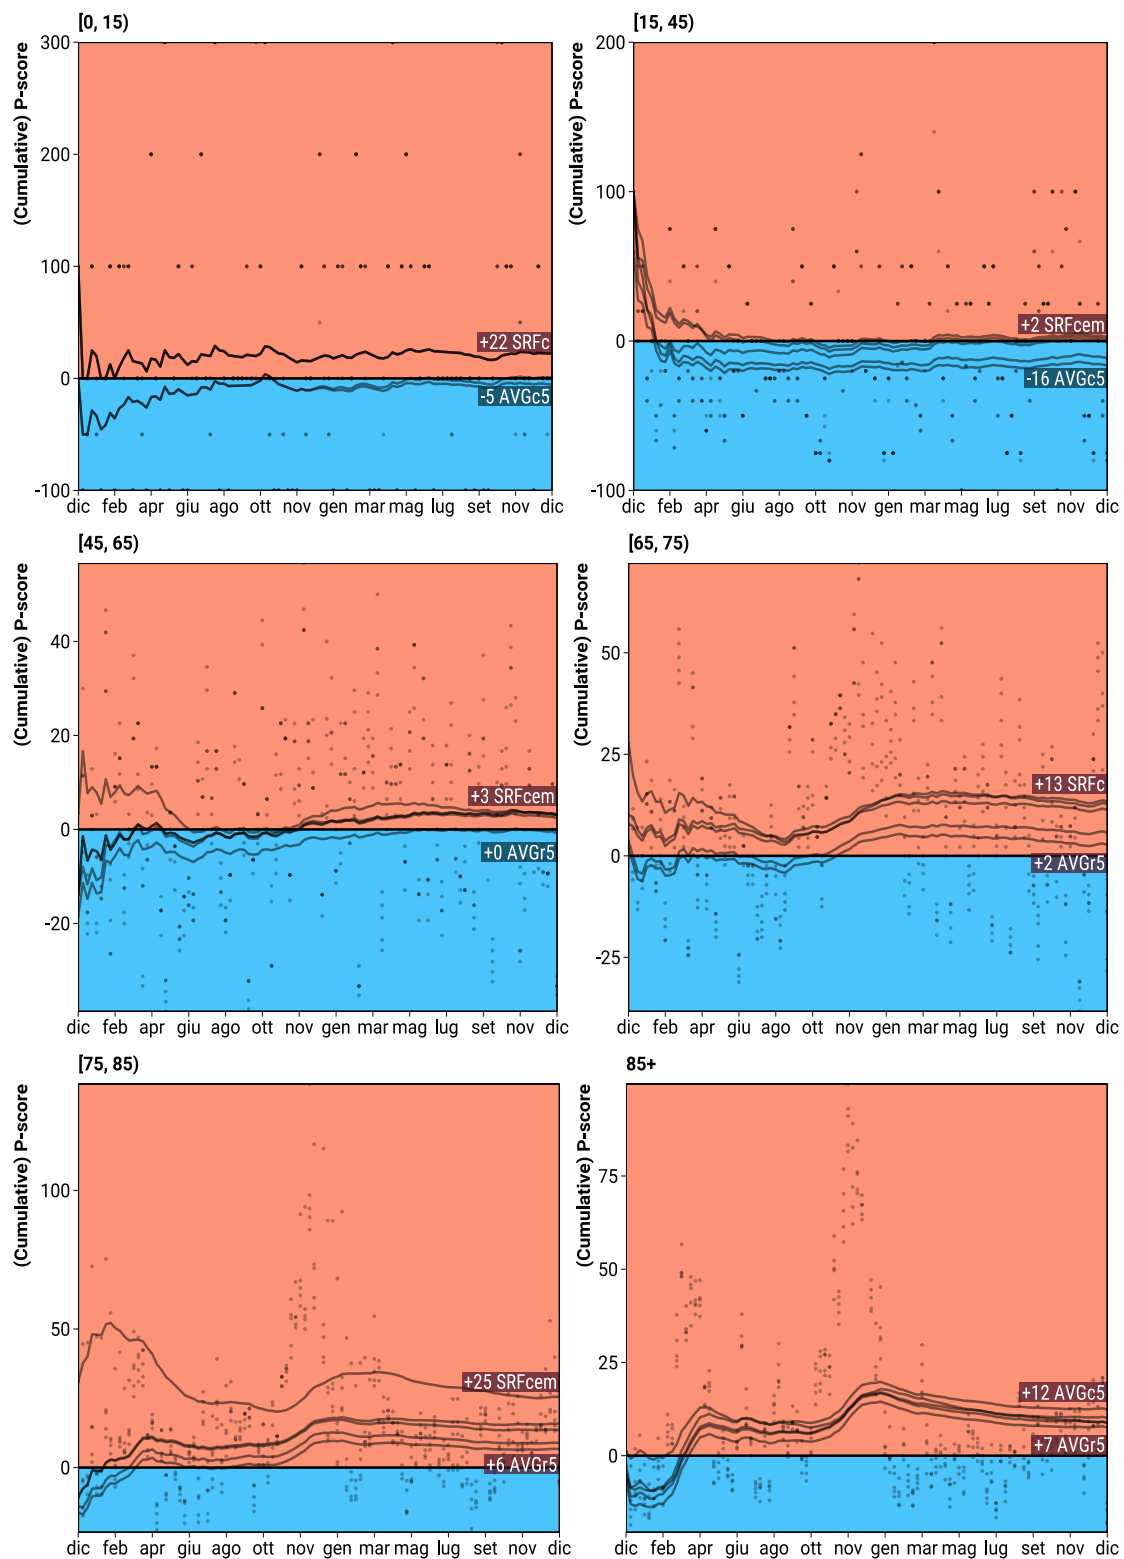 [0, 15)
(Cumulative) P-score
300
200
100
0
-100
+22 SRFc
-5 AVGc5
dic feb apr giu ago ott nov gen mar mag lug set nov dic
[15, 45)
(Cumulative) P-score
200
100
0
-100
+2 SRFcem
-16 AVGc5
dic feb apr giu ago ott nov gen mar mag lug set nov dic
[45, 65)
(Cumulative) P-score
40
20
0
-20
+3 SRFcem
+0 AVGr5
dic feb apr giu ago ott nov gen mar mag lug set nov dic
[65, 75)
(Cumulative) P-score
50
25
0
-25
+13 SRFc
+2 AVGr5
dic feb apr giu ago ott nov gen mar mag lug set nov dic
[75, 85)
(Cumulative) P-score
100
50
0
+25 SRFcem
+6 AVGr5
dic feb apr giu ago ott nov gen mar mag lug set nov dic
85+
(Cumulative) P-score
75
50
25
0
+12 AVGc5
+7 AVGr5
dic feb apr giu ago ott nov gen mar mag lug set nov dic